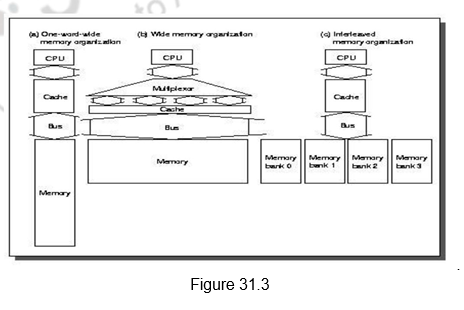 (a) One-word-wide
memory organization
(b) Wide memory organization
(c) Interleaved
memory organization
CPU
CPU
CPU
Multiplexor
Cache
Cache
Cache
Bus
Bus
Bus
Memory
Memory
Memory
bank 0
Memory
bank 1
Memory
bank 2
Memory
bank 3
Figure 31.3